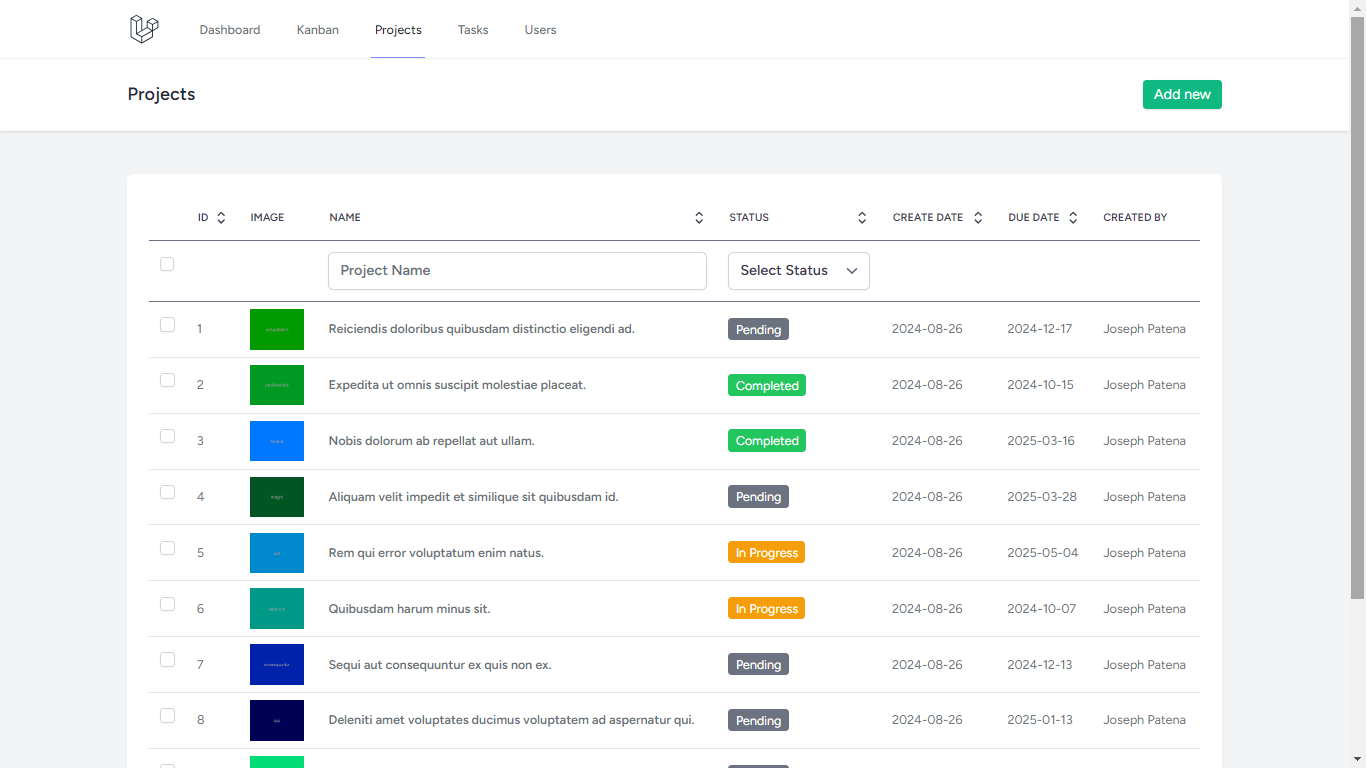 Dashboard Kanban Projects Tasks Users
Projects Add new
ID IMAGE NAME STATUS CREATE DATE DUE DATE CREATED BY
Project Name Select Status
1 Reiciendis doloribus quibusdam distinctio eligendi ad. Pending 2024-08-26 2024-12-17 Joseph Patena
2 Expedita ut omnis suscipit molestiae placeat. Completed 2024-08-26 2024-10-15 Joseph Patena
3 Nobis dolorum ab repellat aut ullam. Completed 2024-08-26 2025-03-16 Joseph Patena
4 Aliquam velit impedit et similique sit quibusdam id. Pending 2024-08-26 2025-03-28 Joseph Patena
5 Rem qui error voluptatum enim natus. In Progress 2024-08-26 2025-05-04 Joseph Patena
6 Quibusdam harum minus sit. In Progress 2024-08-26 2024-10-07 Joseph Patena
7 Sequi aut consequuntur ex quis non ex. Pending 2024-08-26 2024-12-13 Joseph Patena
8 qui Deleniti amet voluptates ducimus voluptatem ad aspernatur qui. Pending 2024-08-26 2025-01-13 Joseph Patena